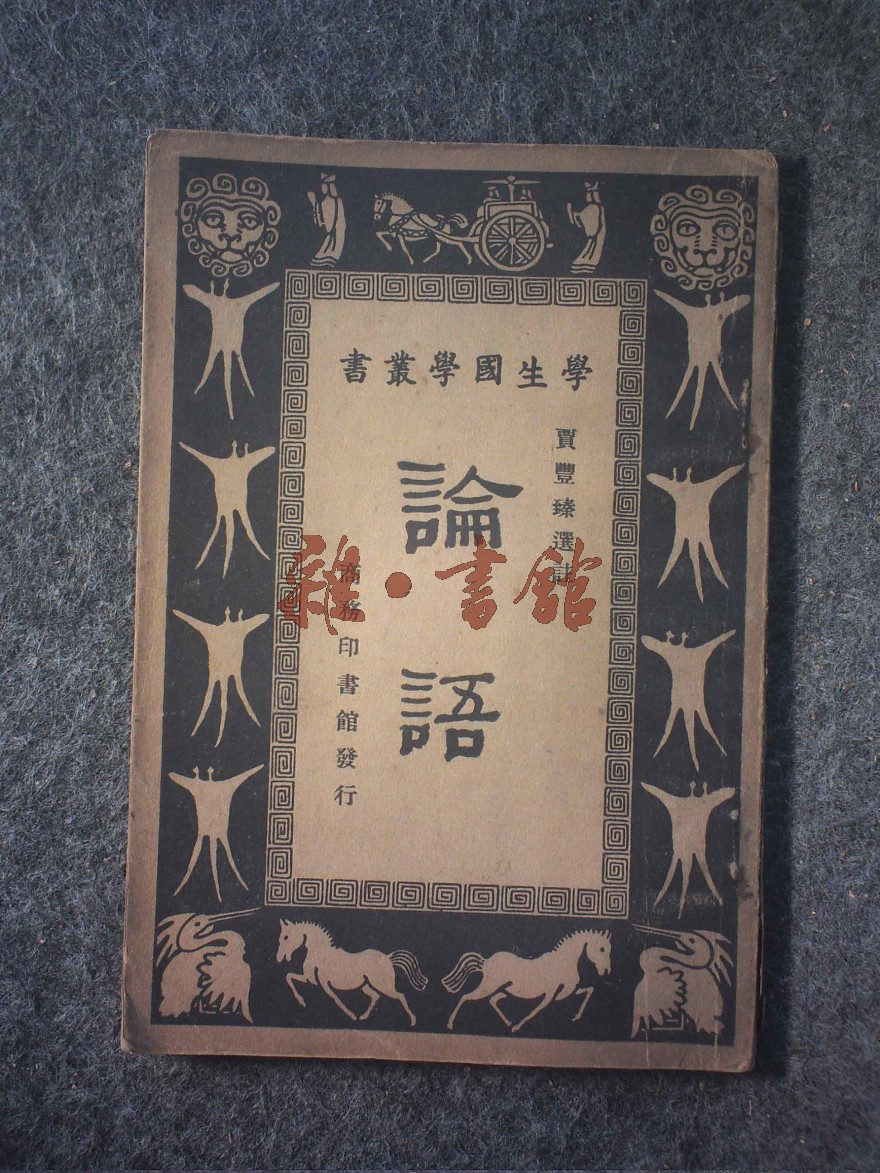 學生國學叢書
賈豐臻選註
論語
商務印書館發行
雜·書館